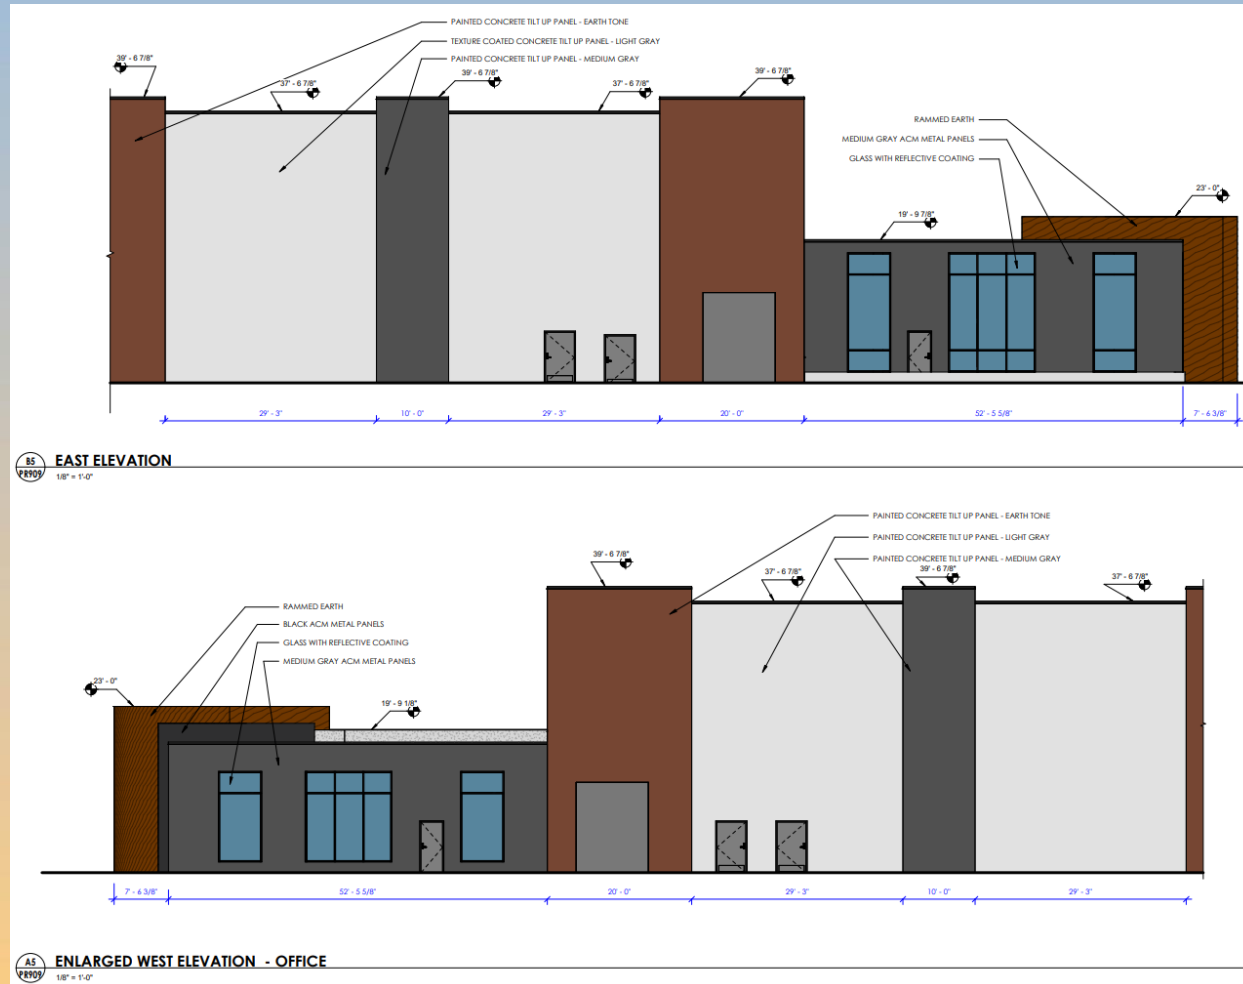 PAINTED CONCRETE TILT UP PANEL - EARTH TONE
TEXTURE COATED CONCRETE TILT UP PANEL - LIGHT GRAY
PAINTED CONCRETE TILT UP PANEL - MEDIUM GRAY
39' - 6 7/8"
37' - 6 7/8"
39' - 6 7/8"
37' - 6 7/8"
39' - 6 7/8"
RAMMED EARTH
MEDIUM GRAY ACM METAL PANELS
GLASS WITH REFLECTIVE COATING
23' - 0"
19' - 9 7/8"
29' - 3"
10' - 0"
29' - 3"
20' - 0"
52' - 5 5/8"
7' - 6 3/8"
B5
PR909
EAST ELEVATION
1/8" = 1'-0"
PAINTED CONCRETE TILT UP PANEL - EARTH TONE
PAINTED CONCRETE TILT UP PANEL - LIGHT GRAY
PAINTED CONCRETE TILT UP PANEL - MEDIUM GRAY
39' - 6 7/8"
37' - 6 7/8"
39' - 6 7/8"
37' - 6 7/8"
RAMMED EARTH
BLACK ACM METAL PANELS
GLASS WITH REFLECTIVE COATING
MEDIUM GRAY ACM METAL PANELS
23' - 0"
19' - 9 1/8"
7' - 6 3/8"
52' - 5 5/8"
20' - 0"
29' - 3"
10' - 0"
29' - 3"
A5
PR909
ENLARGED WEST ELEVATION - OFFICE
1/8" = 1'-0"